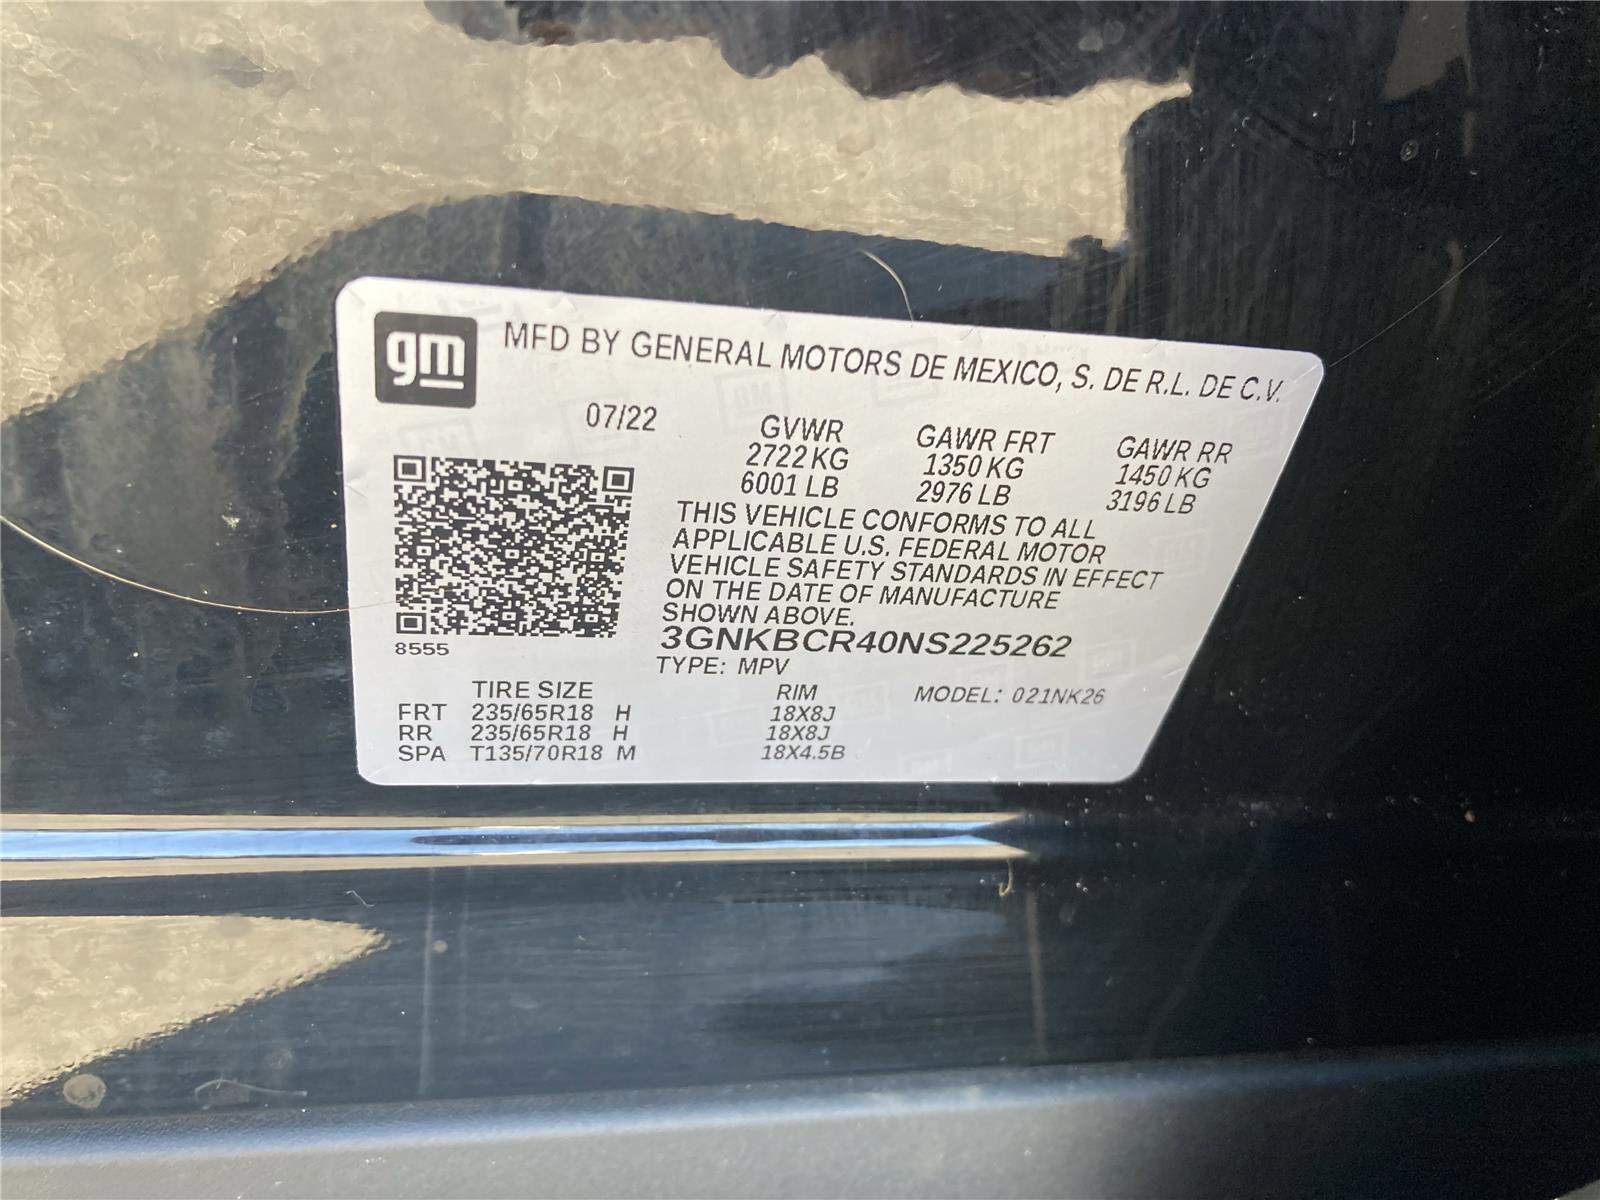 gm
MFD BY GENERAL MOTORS DE MEXICO, S. DE R.L. DE C.V.
07/22
GVWR GAWR FRT GAWR RR
2722 KG 1350 KG 1450 KG
6001 LB 2976 LB 3196 LB
THIS VEHICLE CONFORMS TO ALL
APPLICABLE U.S. FEDERAL MOTOR
VEHICLE SAFETY STANDARDS IN EFFECT
ON THE DATE OF MANUFACTURE
SHOWN ABOVE.
3GNKBCR40NS225262
8555
TYPE: MPV
TIRE SIZE RIM MODEL: 021NK26
FRT 235/65R18 H 18X8J
RR 235/65R18 H 18X8J
SPA T135/70R18 M 18X4.5B